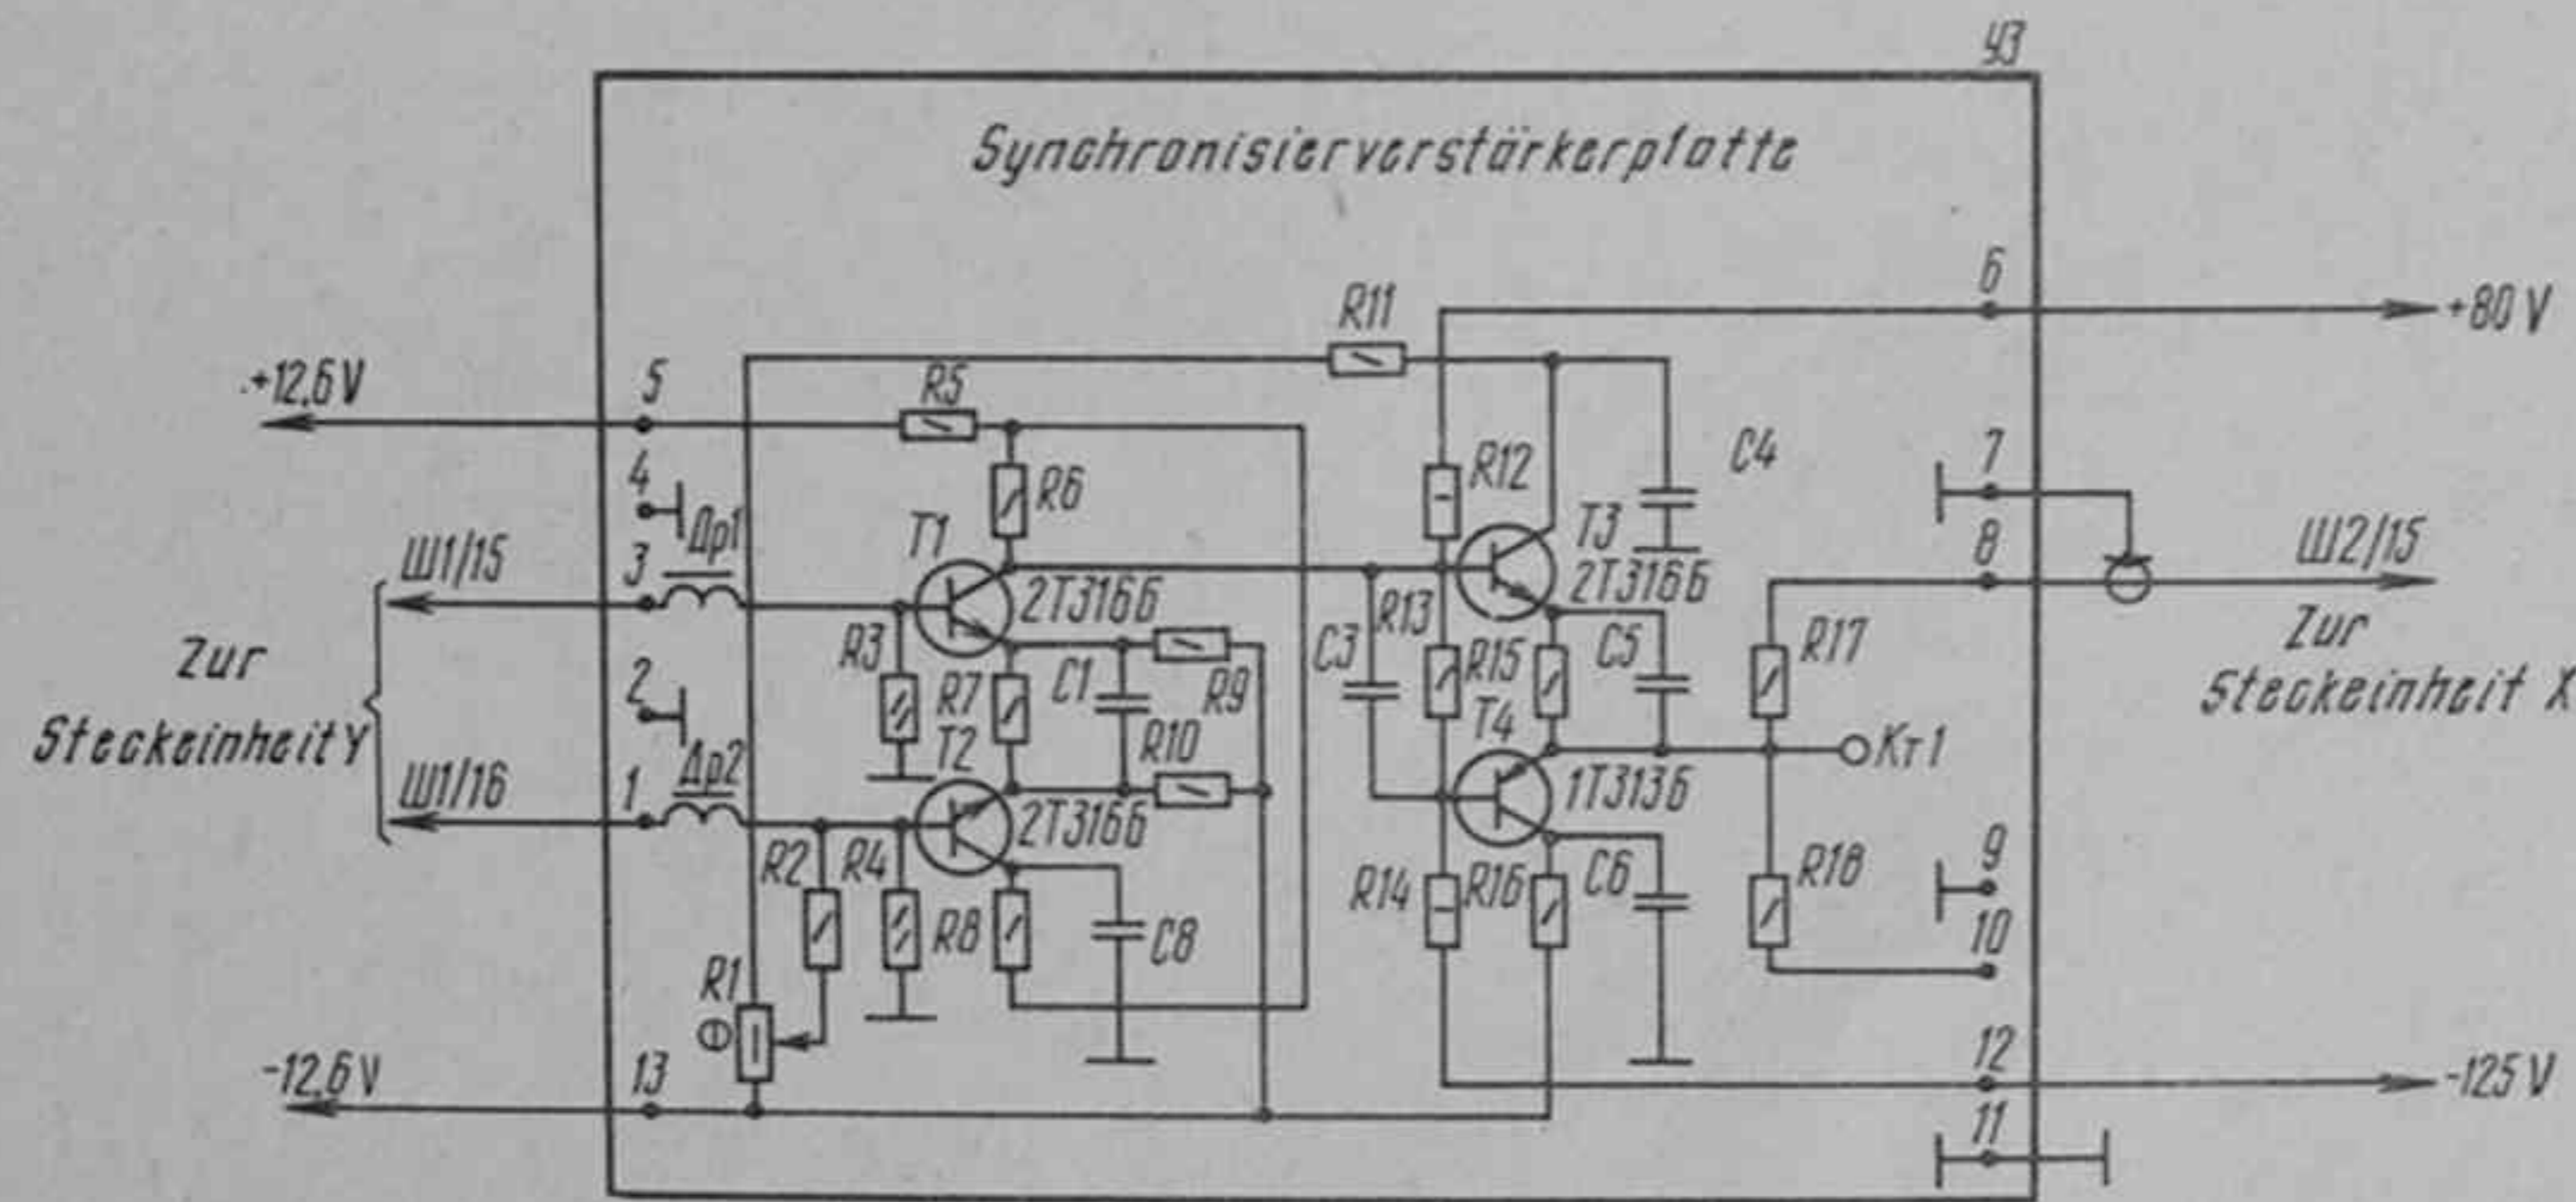 У3
Synchronisierverstärkerplatte
6
+80 V
R11
+12,6 V
5
R5
4
Др1
R6
R12
C4
7
Ш1/15
3
T1
2T316Б
T3
2T316Б
8
Ш2/15
Zur
Steckeinheit Y
Zur
Steckeinheit X
2
R3
R7
C1
R9
C3
R13
R15
C5
R17
Ш1/16
1
Др2
T2
2T316Б
R10
T4
1T313Б
Кт1
R2
R4
R8
C8
R14
R16
C6
R18
9
10
R1
-12,6 V
13
12
-125 V
11